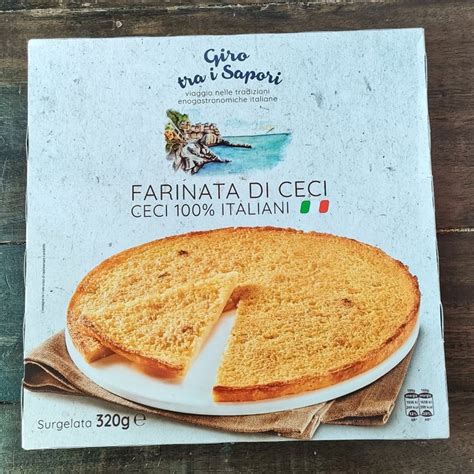 Giro
tra i Sapori
viaggio nelle tradizioni
enogastronomiche italiane
FARINATA DI CECI
CECI 100% ITALIANI
Surgelata 320g e